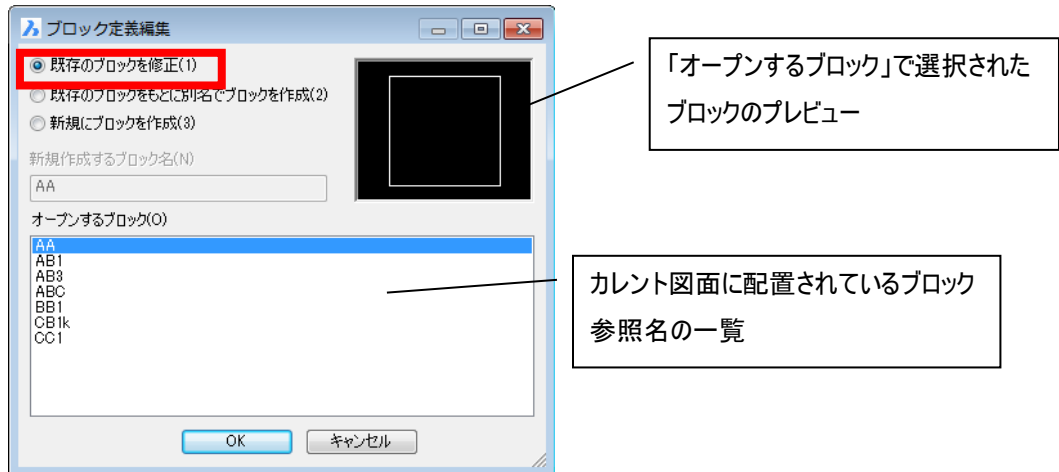 ブロック定義編集
既存のブロックを修正(1)
既存のブロックをもとに別名でブロックを作成(2)
新規にブロックを作成(3)
新規作成するブロック名(N)
AA
オープンするブロック(O)
AA
AB1
AB3
ABC
BB1
CB1k
CC1
OK
キャンセル
「オープンするブロック」で選択された
ブロックのプレビュー
カレント図面に配置されているブロック
参照名の一覧